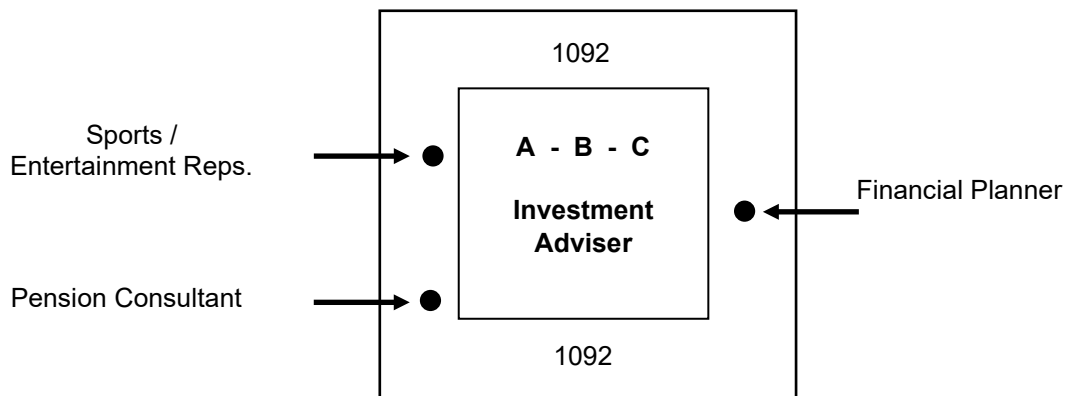 1092
Sports /
Entertainment Reps.
A - B - C
Investment
Adviser
Financial Planner
Pension Consultant
1092